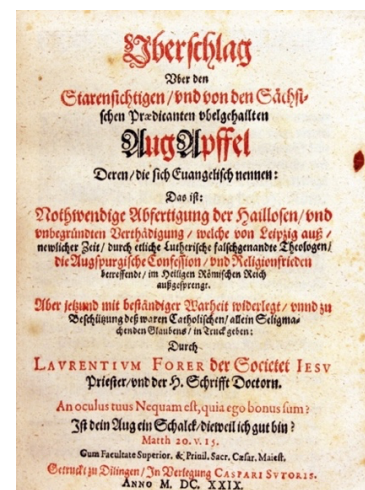 Vberschlag
Vber den
Starensichtigen/vnd von den Sächsi-
schen Prædicanten vbelgehailten
AugApffel
Deren/die sich Euangelisch nennen:
Das ist:
Nothwendige Abfertigung der Haillosen/vnd
vnbegründten Verthädigung/welche von Leipzig auß/
newlicher Zeit/durch etliche Lutherische falschgenandte Theologen/
die Augspurgische Confession/vnd Religionfrieden
betreffende/im Heiligen Römischen Reich
außgesprengt.
Aber jetzund mit beständiger Warheit widerlegt/vnnd zu
Beschützung deß waren Catholischen/allein Seligma-
chenden Glaubens/in Truck geben:
Durch
LAVRENTIVM FORER der Societet IESV
Priester/vnd der H. Schrifft Doctorn.
An oculus tuus Nequam est, quia ego bonus sum?
Ist dein Aug ein Schalck/dieweil ich gut bin?
Matth 20. v. 15.
Cum Facultate Superior. & Priuil. Sacr. Cæsar. Maiest.
Getruckt zu Dilingen/In Verlegung CASPARI SVTORIS.
ANNO M. DC. XXIX.